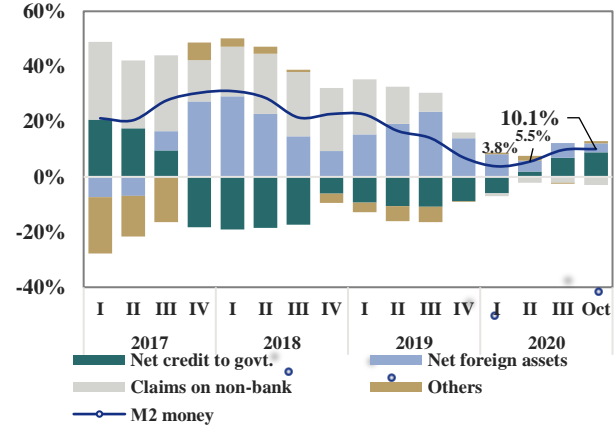 60%
40%
20%
0%
-20%
-40%
10.1%
5.5%
3.8%
I II III IV I II III IV I II III IV I II III Oct
2017 2018 2019 2020
Net credit to govt. Net foreign assets
Claims on non-bank Others
M2 money